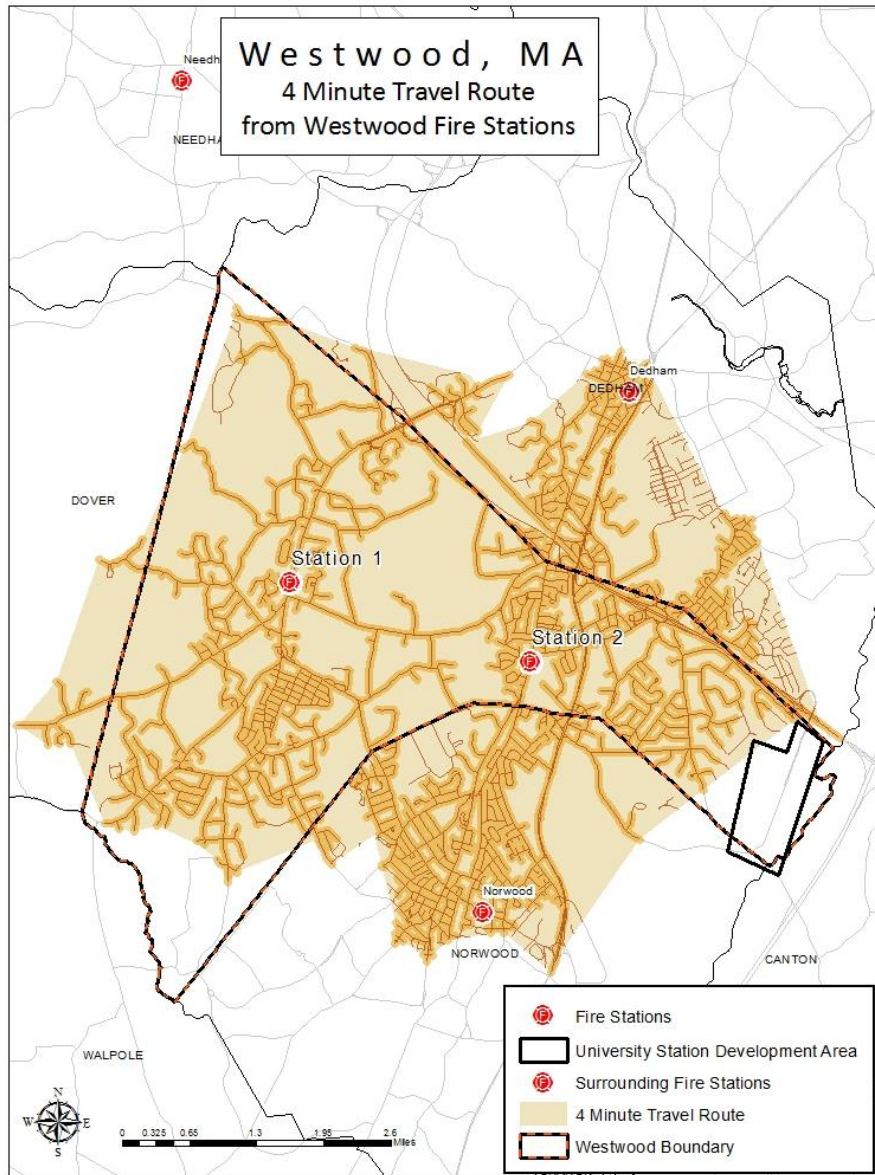 Westwood, MA
4 Minute Travel Route
from Westwood Fire Stations
Dedham
DEDHAM
DOVER
Station 1
Station 2
Norwood
NORWOOD
CANTON
WALPOLE
F Fire Stations
University Station Development Area
F Surrounding Fire Stations
4 Minute Travel Route
Westwood Boundary
N
W E
S
0 0.325 0.65 1.3 1.95 2.6
Miles